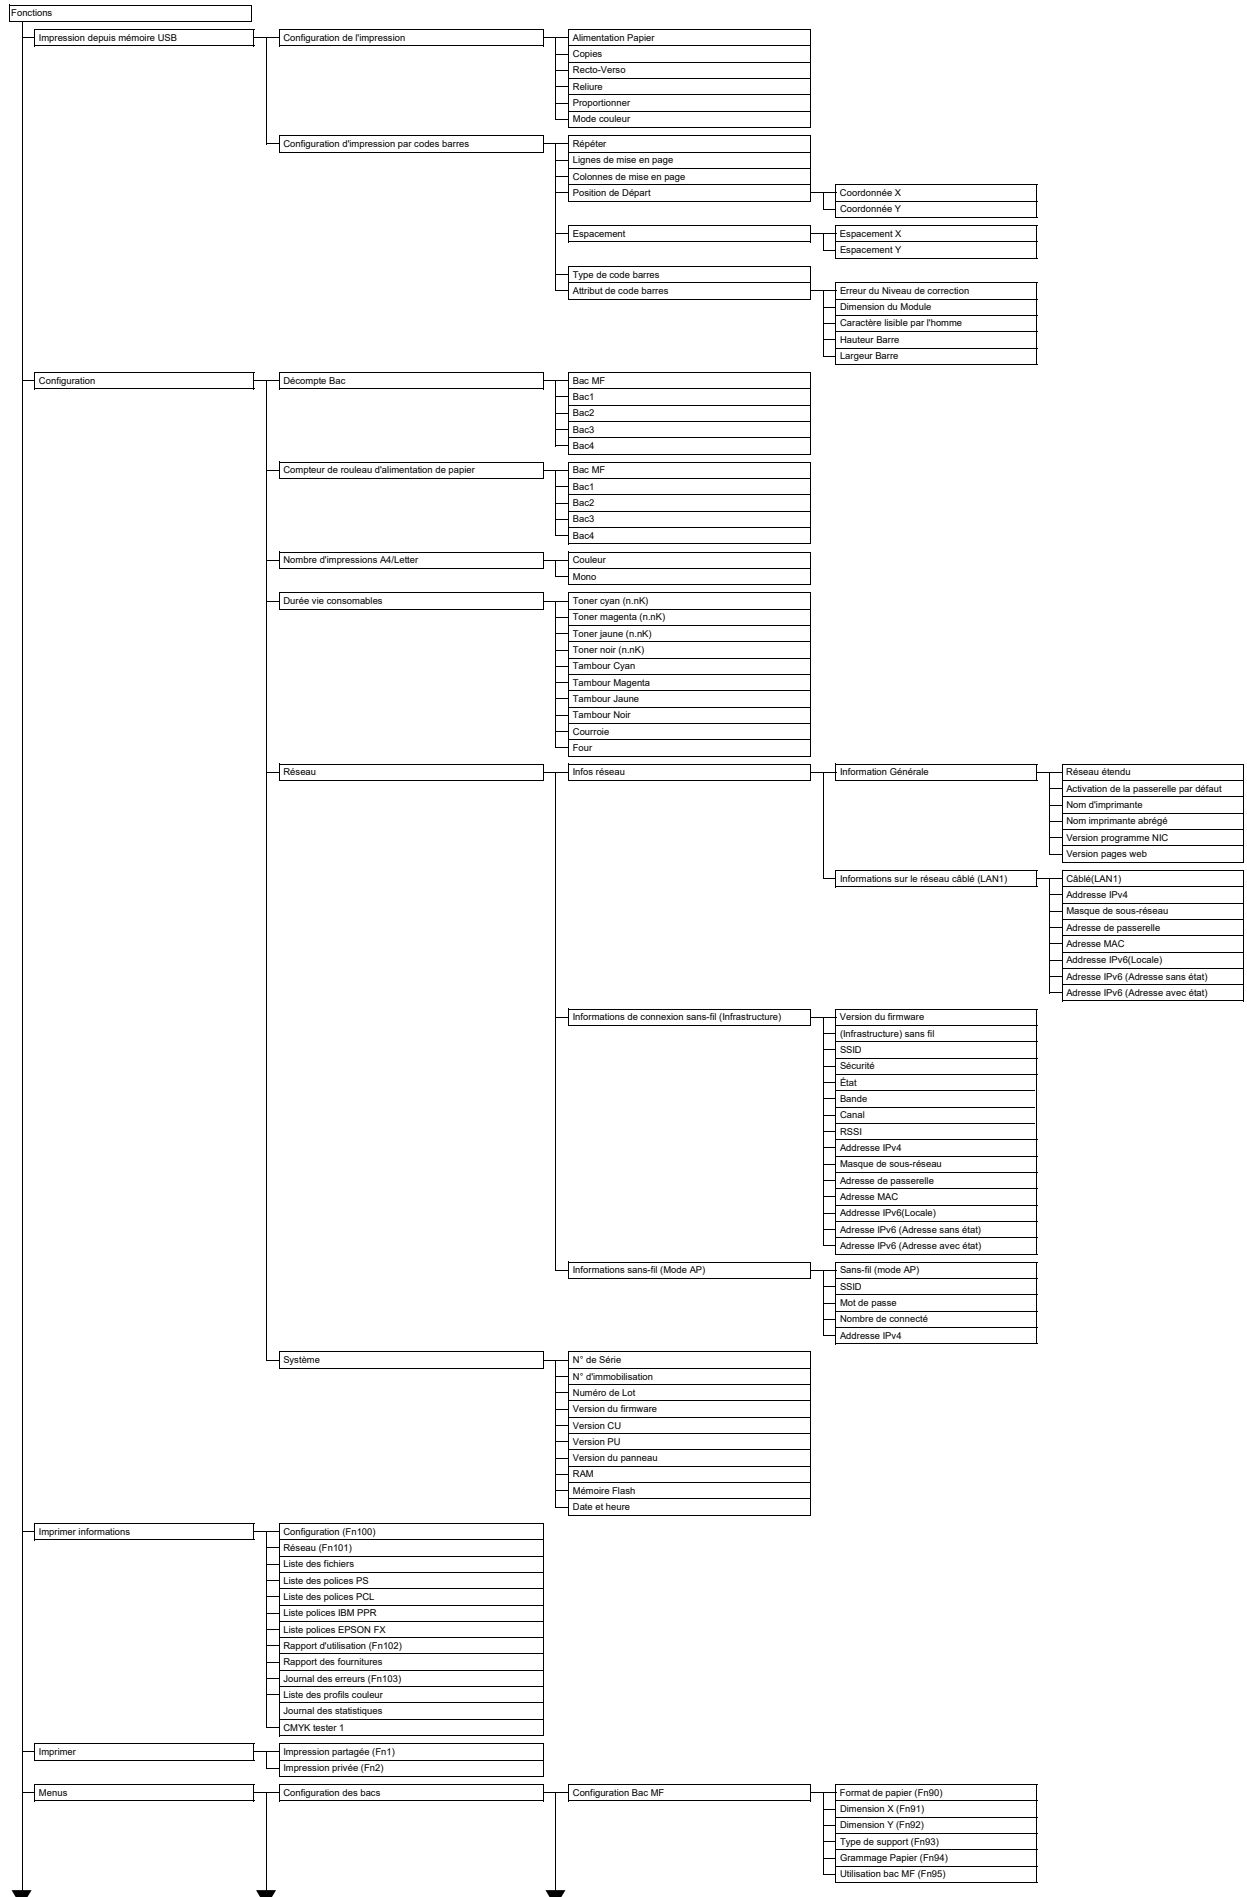 Fonctions
Impression depuis mémoire USB
Configuration de l'impression
Alimentation Papier
Copies
Recto-Verso
Reliure
Proportionner
Mode couleur
Configuration d'impression par codes barres
Répéter
Lignes de mise en page
Colonnes de mise en page
Position de Départ
Coordonnée X
Coordonnée Y
Espacement
Espacement X
Espacement Y
Type de code barres
Attribut de code barres
Erreur du Niveau de correction
Dimension du Module
Caractère lisible par l'homme
Hauteur Barre
Largeur Barre
Configuration
Décompte Bac
Bac MF
Bac1
Bac2
Bac3
Bac4
Compteur de rouleau d'alimentation de papier
Bac MF
Bac1
Bac2
Bac3
Bac4
Nombre d'impressions A4/Letter
Couleur
Mono
Durée vie consomables
Toner cyan (n.nK)
Toner magenta (n.nK)
Toner jaune (n.nK)
Toner noir (n.nK)
Tambour Cyan
Tambour Magenta
Tambour Jaune
Tambour Noir
Courroie
Four
Réseau
Infos réseau
Information Générale
Réseau étendu
Activation de la passerelle par défaut
Nom d'imprimante
Nom imprimante abrégé
Version programme NIC
Version pages web
Informations sur le réseau câblé (LAN1)
Câblé(LAN1)
Addresse IPv4
Masque de sous-réseau
Adresse de passerelle
Adresse MAC
Addresse IPv6(Locale)
Adresse IPv6 (Adresse sans état)
Adresse IPv6 (Adresse avec état)
Informations de connexion sans-fil (Infrastructure)
Version du firmware
(Infrastructure) sans fil
SSID
Sécurité
État
Bande
Canal
RSSI
Addresse IPv4
Masque de sous-réseau
Adresse de passerelle
Adresse MAC
Addresse IPv6(Locale)
Adresse IPv6 (Adresse sans état)
Adresse IPv6 (Adresse avec état)
Informations sans-fil (Mode AP)
Sans-fil (mode AP)
SSID
Mot de passe
Nombre de connecté
Addresse IPv4
Système
N° de Série
N° d'immobilisation
Numéro de Lot
Version du firmware
Version CU
Version PU
Version du panneau
RAM
Mémoire Flash
Date et heure
Imprimer informations
Configuration (Fn100)
Réseau (Fn101)
Liste des fichiers
Liste des polices PS
Liste des polices PCL
Liste polices IBM PPR
Liste polices EPSON FX
Rapport d'utilisation (Fn102)
Rapport des fournitures
Journal des erreurs (Fn103)
Liste des profils couleur
Journal des statistiques
CMYK tester 1
Imprimer
Impression partagée (Fn1)
Impression privée (Fn2)
Menus
Configuration des bacs
Configuration Bac MF
Format de papier (Fn90)
Dimension X (Fn91)
Dimension Y (Fn92)
Type de support (Fn93)
Grammage Papier (Fn94)
Utilisation bac MF (Fn95)